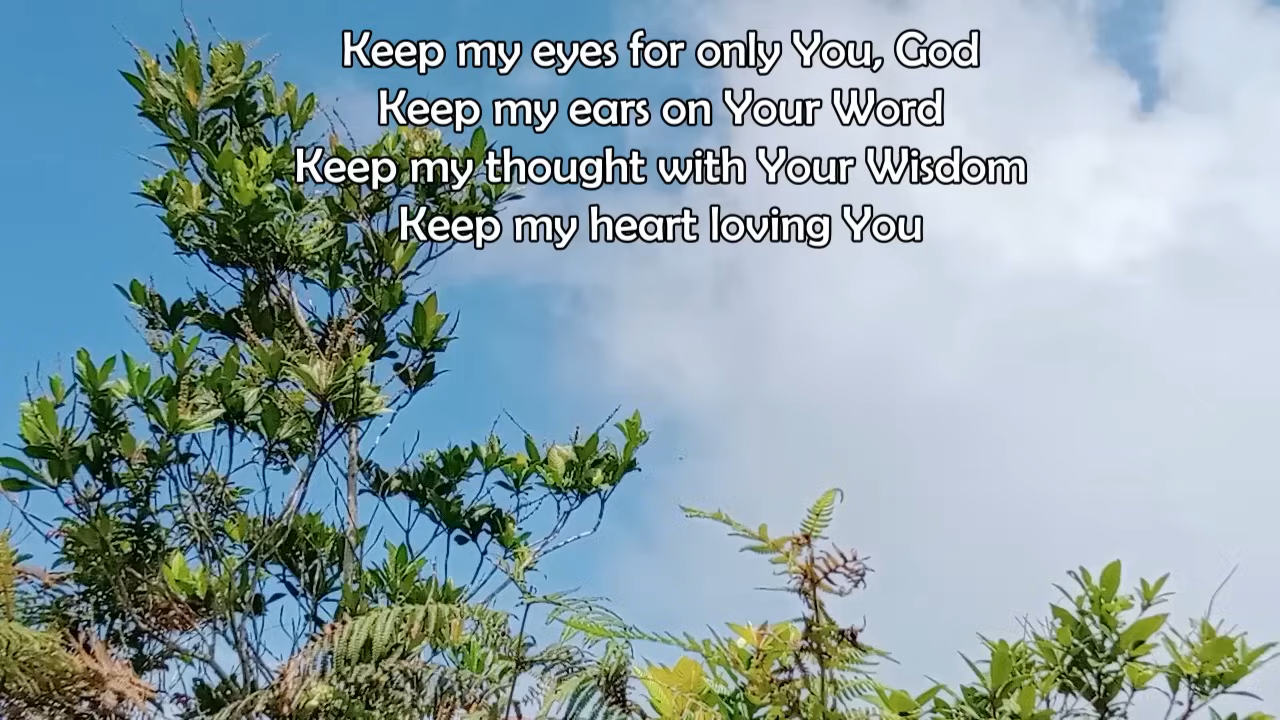 Keep my eyes for only You, God
Keep my ears on Your Word
Keep my thought with Your Wisdom
Keep my heart loving You